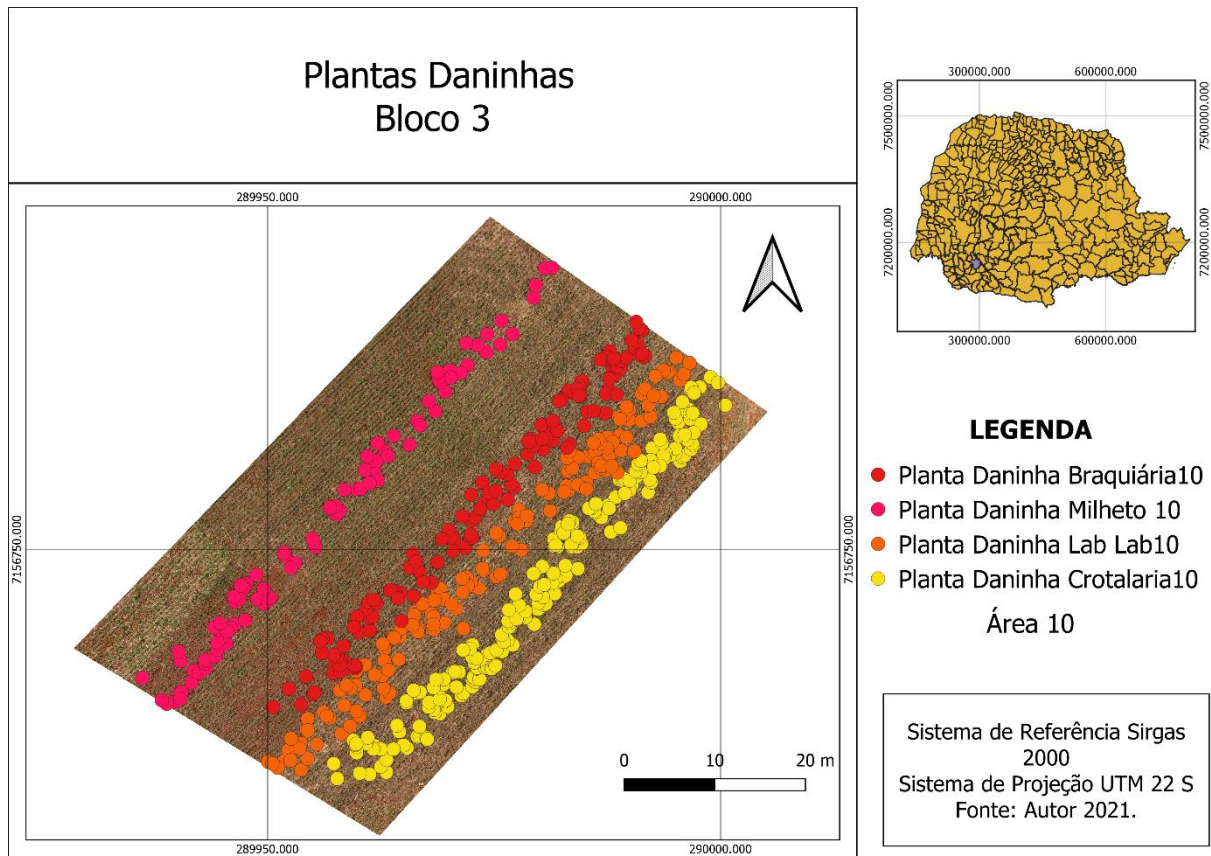 Plantas Daninhas
Bloco 3
289950.000
290000.000
7156750.000
7156750.000
0 10 20 m
289950.000
290000.000
300000.000
600000.000
7500000.000
7500000.000
7200000.000
7200000.000
300000.000
600000.000
LEGENDA
Planta Daninha Braquiária10
Planta Daninha Milheto 10
Planta Daninha Lab Lab10
Planta Daninha Crotalaria10
Área 10
Sistema de Referência Sirgas
2000
Sistema de Projeção UTM 22 S
Fonte: Autor 2021.